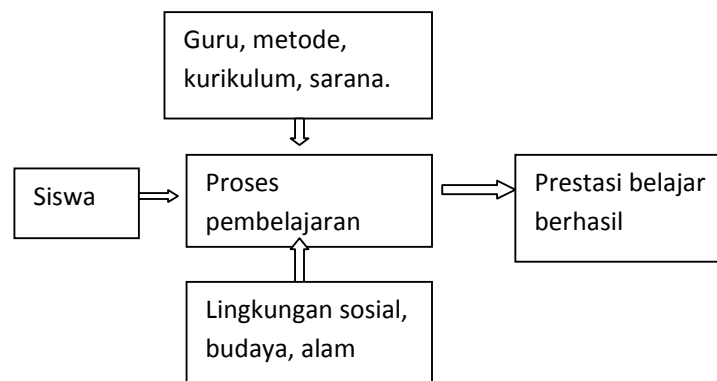 Guru, metode,
kurikulum, sarana.
Siswa
Proses
pembelajaran
Prestasi belajar
berhasil
Lingkungan sosial,
budaya, alam